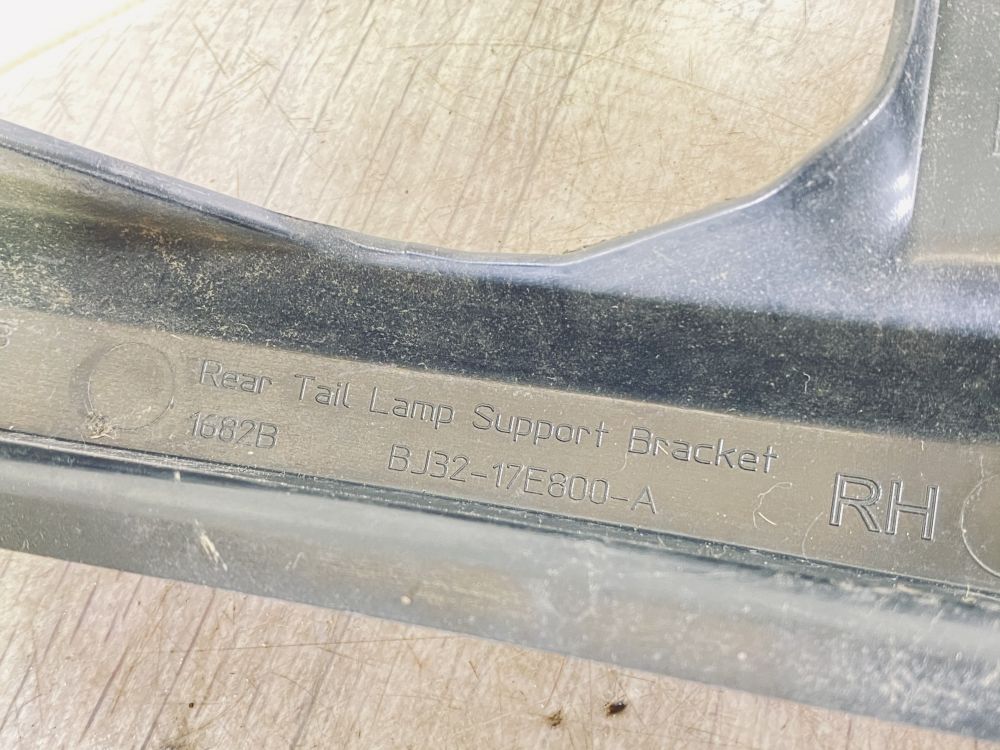 Rear Tail Lamp Support Bracket
1682B BJ32-17E800-A
RH